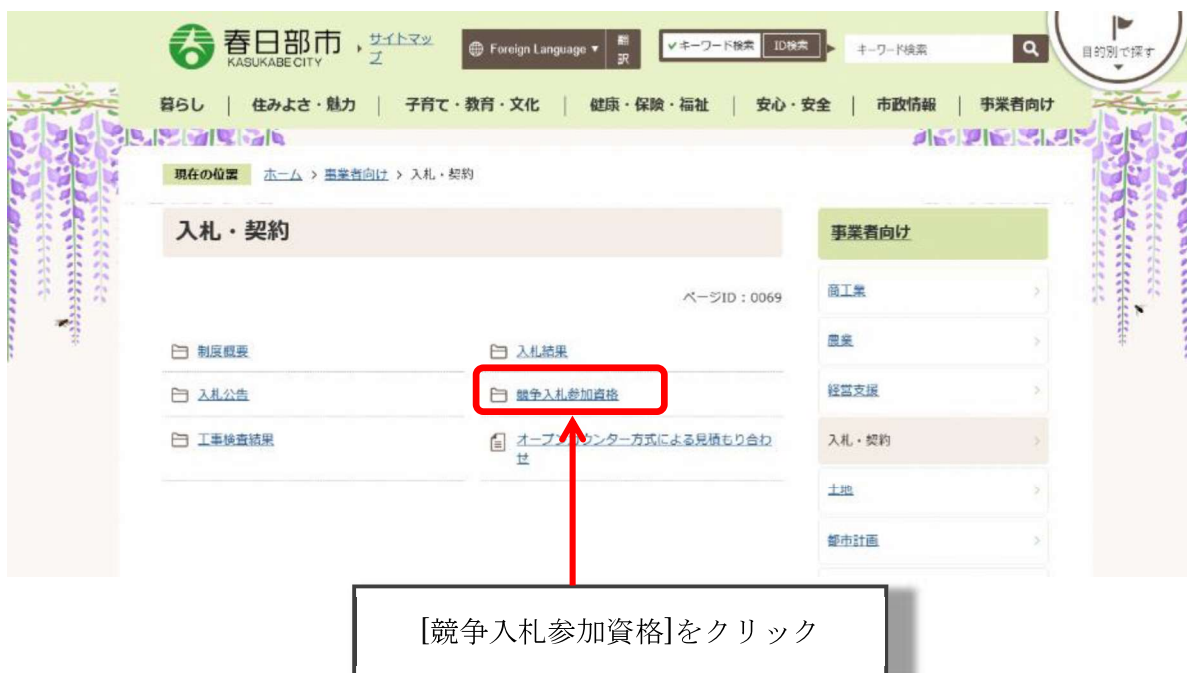 春日部市
KASUKABE CITY
サイトマッ
プ
Foreign Language ▼
翻
訳
✓キーワード検索 ID検索
キーワード検索
目的別で探す
暮らし | 住みよさ・魅力 | 子育て・教育・文化 | 健康・保険・福祉 | 安心・安全 | 市政情報 | 事業者向け
現在の位置 ホーム > 事業者向け > 入札・契約
入札・契約
ページID:0069
制度概要
入札結果
入札公告
競争入札参加資格
工事検査結果
オープンカウンター方式による見積もり合わ
せ
事業者向け
商工業
農業
経営支援
入札・契約
土地
都市計画
[競争入札参加資格]をクリック